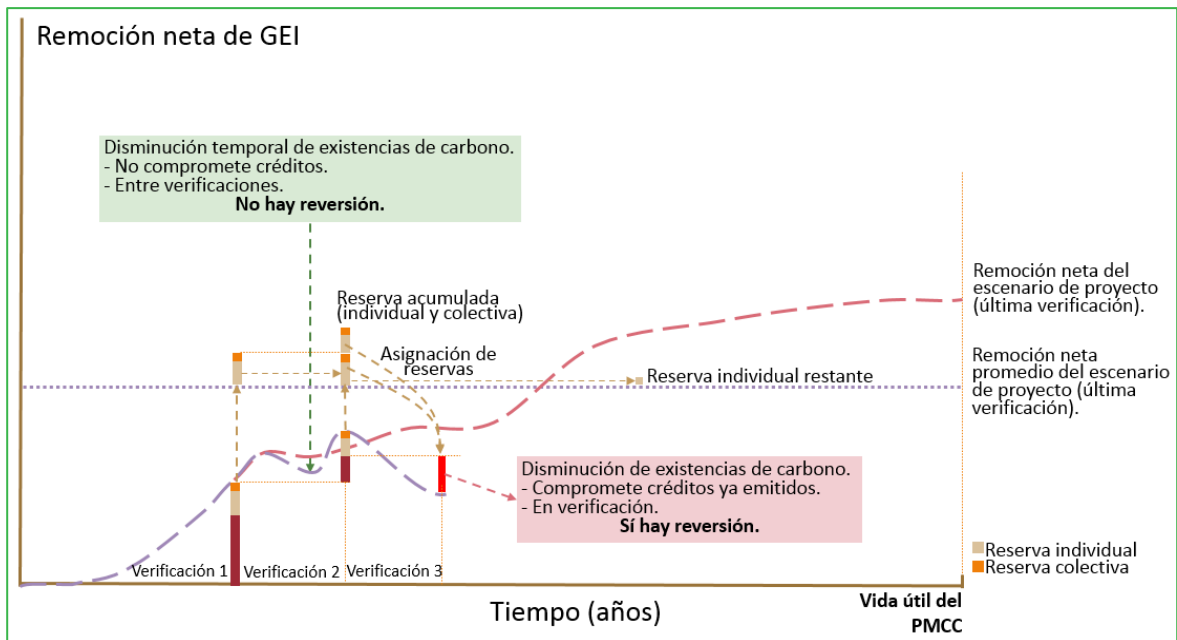 Remoción neta de GEI
Disminución temporal de existencias de carbono.
- No compromete créditos.
- Entre verificaciones.
No hay reversión.
Reserva acumulada
(individual y colectiva)
Asignación de
reservas
Reserva individual restante
Remoción neta del
escenario de proyecto
(última verificación).
Remoción neta
promedio del escenario
de proyecto (última
verificación).
Disminución de existencias de carbono.
- Compromete créditos ya emitidos.
- En verificación.
Sí hay reversión.
Reserva individual
Reserva colectiva
Verificación 1
Verificación 2
Verificación 3
Tiempo (años)
Vida útil del
PMCC